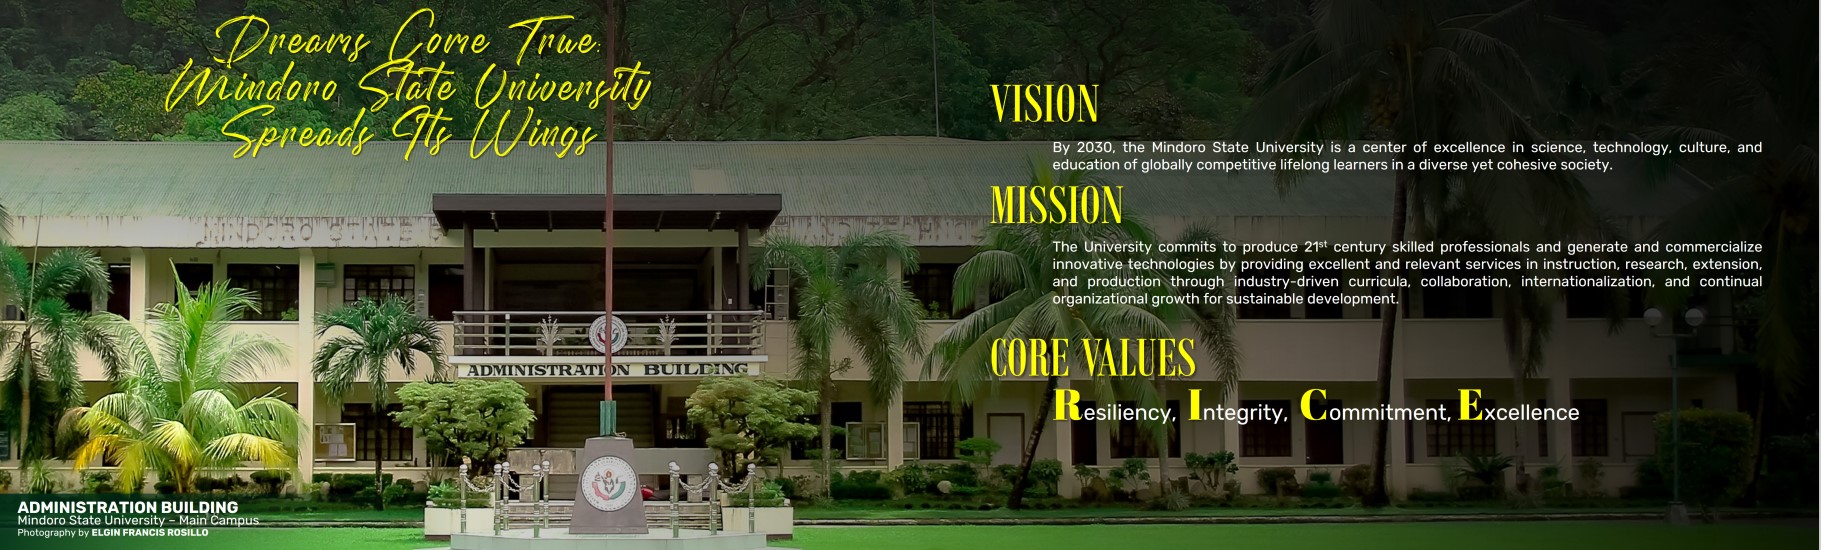 Dreams Come True:
Mindoro State University
Spreads Its Wings
VISION
By 2030, the Mindoro State University is a center of excellence in science, technology, culture, and
education of globally competitive lifelong learners in a diverse yet cohesive society.
MISSION
The University commits to produce 21st century skilled professionals and generate and commercialize
innovative technologies by providing excellent and relevant services in instruction, research, extension,
and production through industry-driven curricula, collaboration, internationalization, and continual
organizational growth for sustainable development.
CORE VALUES
Resiliency, Integrity, Commitment, Excellence
ADMINISTRATION BUILDING
ADMINISTRATION BUILDING
Mindoro State University – Main Campus
Photography by ELGIN FRANCIS ROSILLO